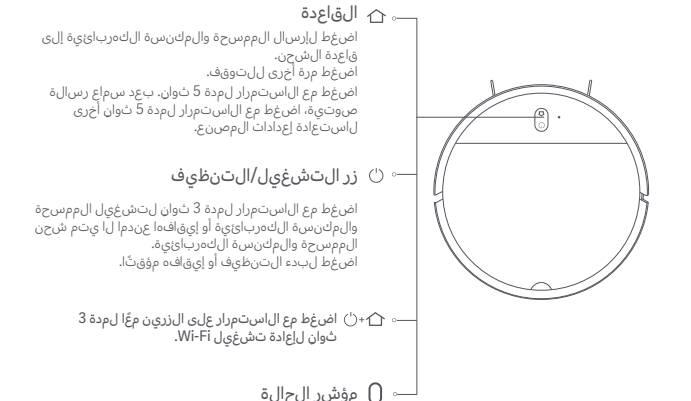 القاعدة
اضغط لإرسال الممسحة والمكنسة الكهربائية إلى
قاعدة الشحن.
اضغط مرة أخرى للتوقف.
اضغط مع الاستمرار لمدة 5 ثوانٍ. بعد سماع رسالة
صوتية، اضغط مع الاستمرار لمدة 5 ثوانٍ أخرى
لاستعادة إعدادات المصنع.
زر التشغيل/التنظيف
اضغط مع الاستمرار لمدة 3 ثوانٍ لتشغيل الممسحة
والمكنسة الكهربائية أو إيقافها عندما لا يتم شحن
الممسحة والمكنسة الكهربائية.
اضغط لبدء التنظيف أو إيقافه مؤقتًا.
+ اضغط مع الاستمرار على الزرين معًا لمدة 3
ثوانٍ لإعادة تشغيل Wi-Fi.
مؤشر الحالة